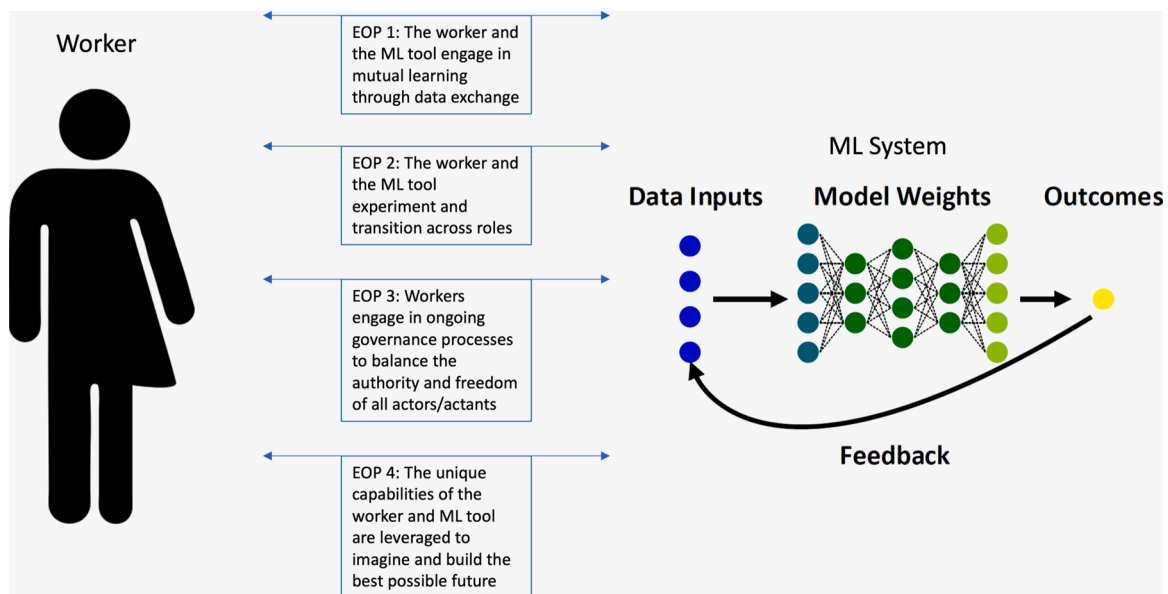 Worker
EOP 1: The worker and
the ML tool engage in
mutual learning
through data exchange
EOP 2: The worker and
the ML tool
experiment and
transition across roles
EOP 3: Workers
engage in ongoing
governance processes
to balance the
authority and freedom
of all actors/actants
EOP 4: The unique
capabilities of the
worker and ML tool
are leveraged to
imagine and build the
best possible future
ML System
Data Inputs
Model Weights
Outcomes
Feedback